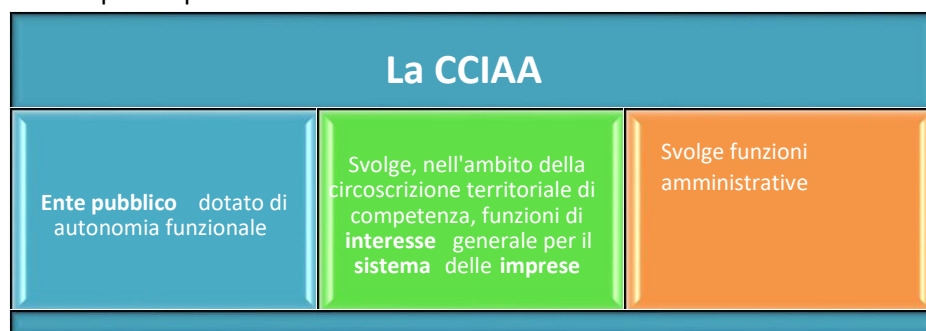 La CCIAA
Ente pubblico dotato di
autonomia funzionale
Svolge, nell'ambito della
circoscrizione territoriale di
competenza, funzioni di
interesse generale per il
sistema delle imprese
Svolge funzioni
amministrative